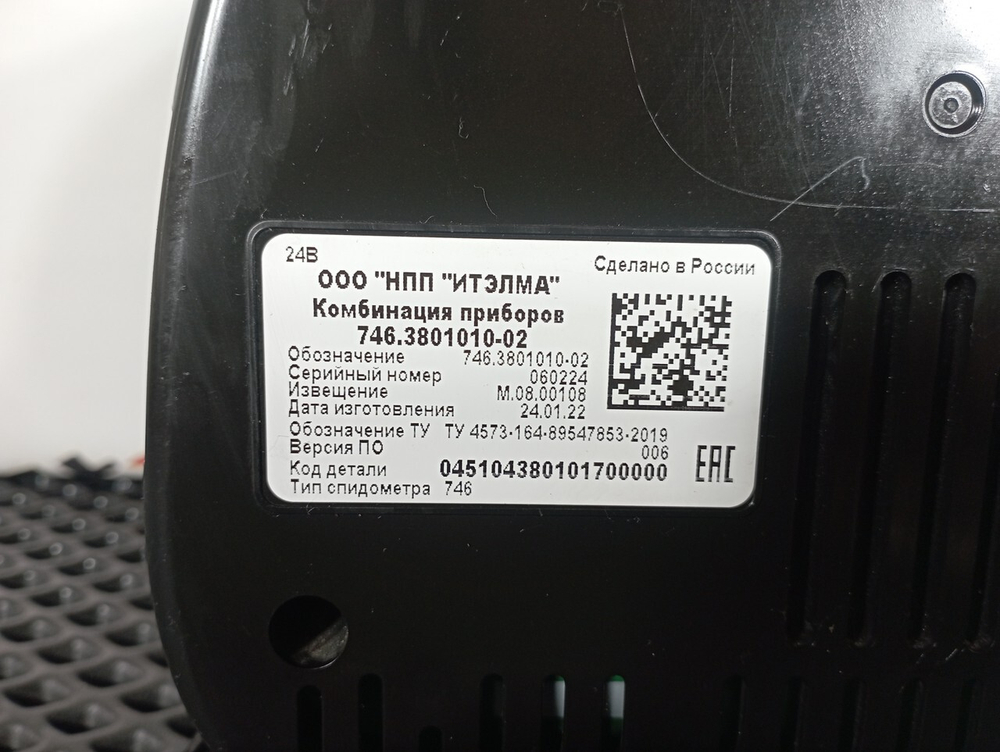 24В
Сделано в России
ООО "НПП "ИТЭЛМА"
Комбинация приборов
746.3801010-02
Обозначение 746.3801010-02
Серийный номер 060224
Извещение М.08.00108
Дата изготовления 24.01.22
Обозначение ТУ ТУ 4573-164-89547853-2019
Версия ПО 006
Код детали 045104380101700000
Тип спидометра 746
EAC